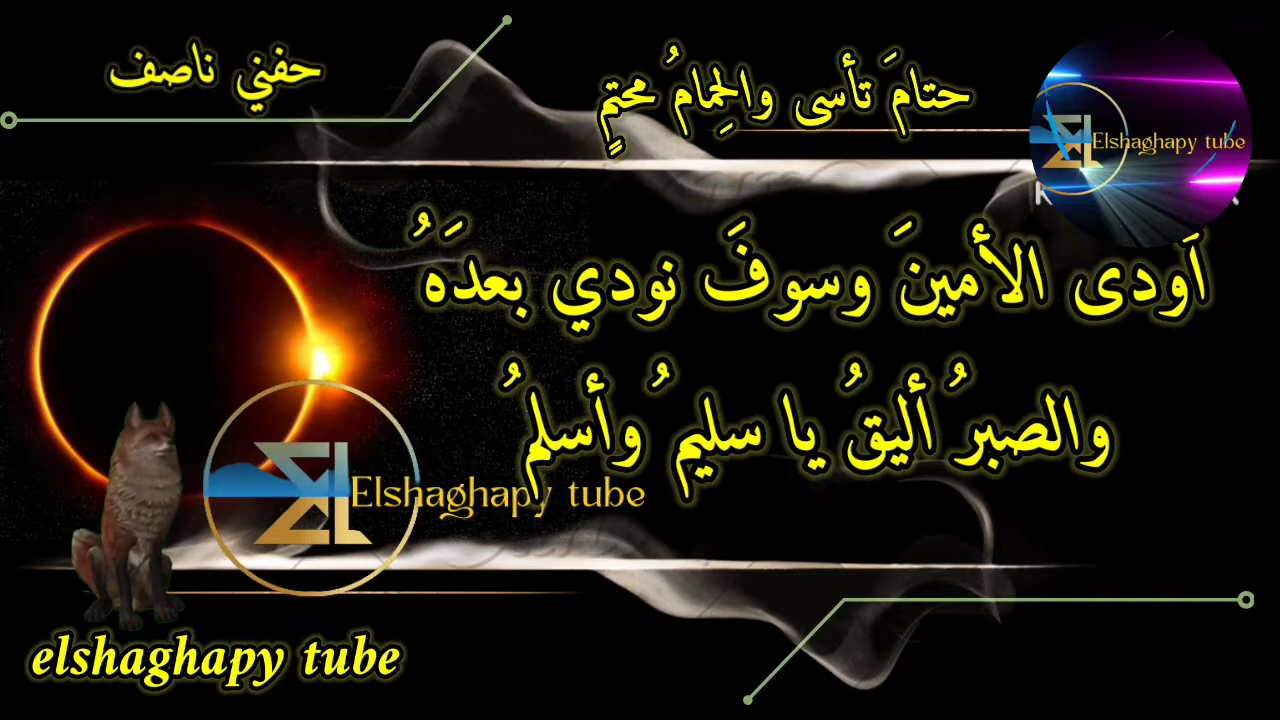 حفني ناصف
حتامَ تأسى والحِمامُ محتمٍ
Elshaghapy tube
اَودى الأمينَ وسوفَ نودي بعدَهُ
والصبرُ أليقُ يا سليمُ وأسلمُ
Elshaghapy tube
elshaghapy tube